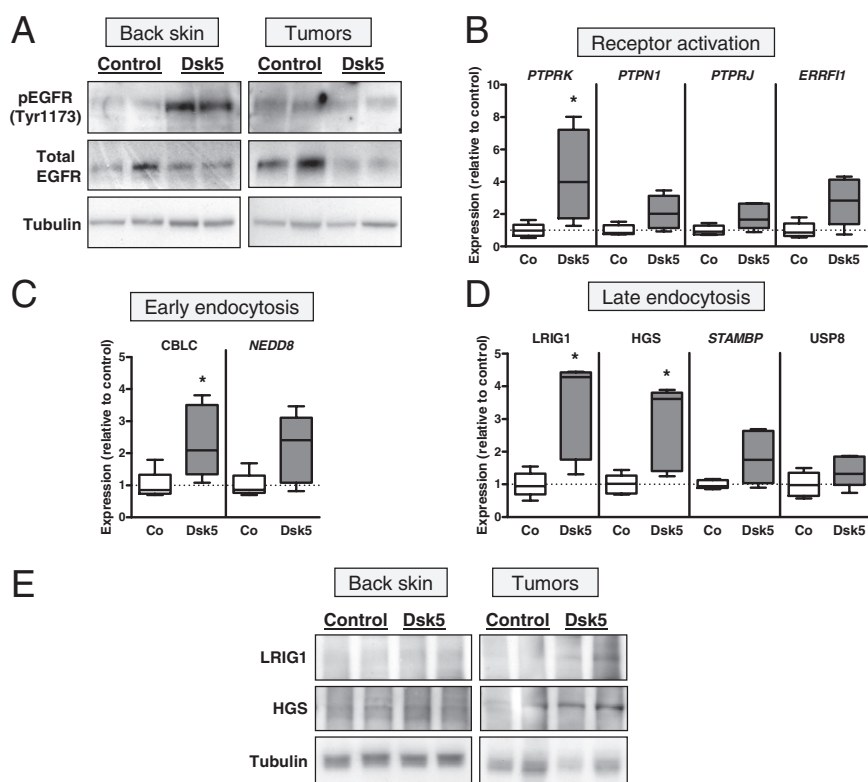 A
Back skin
Tumors
Control Dsk5 Control Dsk5
pEGFR
(Tyr1173)
Total
EGFR
Tubulin
B
Receptor activation
PTPRK PTPN1 PTPRJ ERRFI1
Expression (relative to control)
10
8
6
4
2
0
*
Co Dsk5 Co Dsk5 Co Dsk5 Co Dsk5
C
Early endocytosis
CBLC NEDD8
Expression (relative to control)
5
4
3
2
1
0
*
Co Dsk5 Co Dsk5
D
Late endocytosis
LRIG1 HGS STAMBP USP8
Expression (relative to control)
5
4
3
2
1
0
* *
Co Dsk5 Co Dsk5 Co Dsk5 Co Dsk5
E
Back skin
Tumors
Control Dsk5 Control Dsk5
LRIG1
HGS
Tubulin